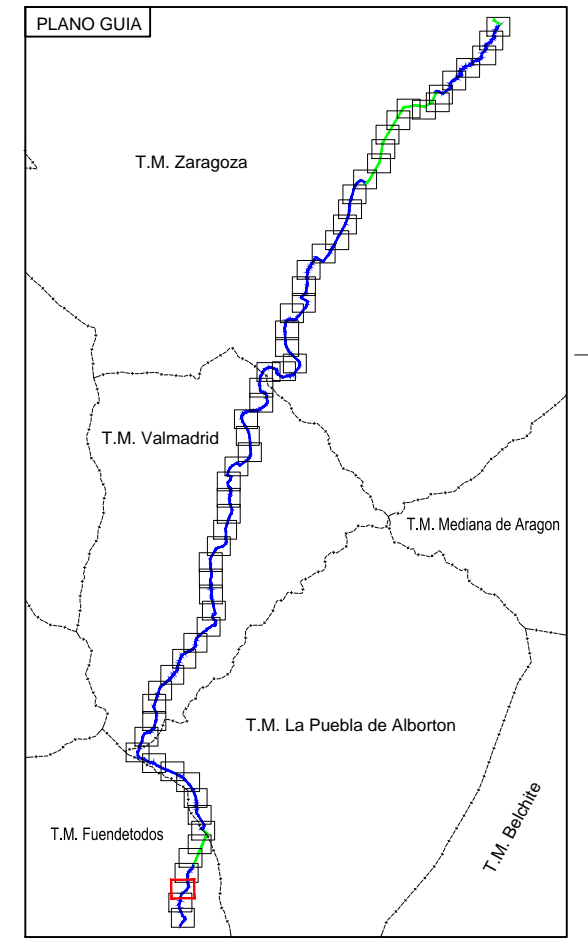 PLANO GUIA
T.M. Zaragoza
T.M. Valmadrid
T.M. Mediana de Aragon
T.M. La Puebla de Alborton
T.M. Belchite
T.M. Fuendetodos